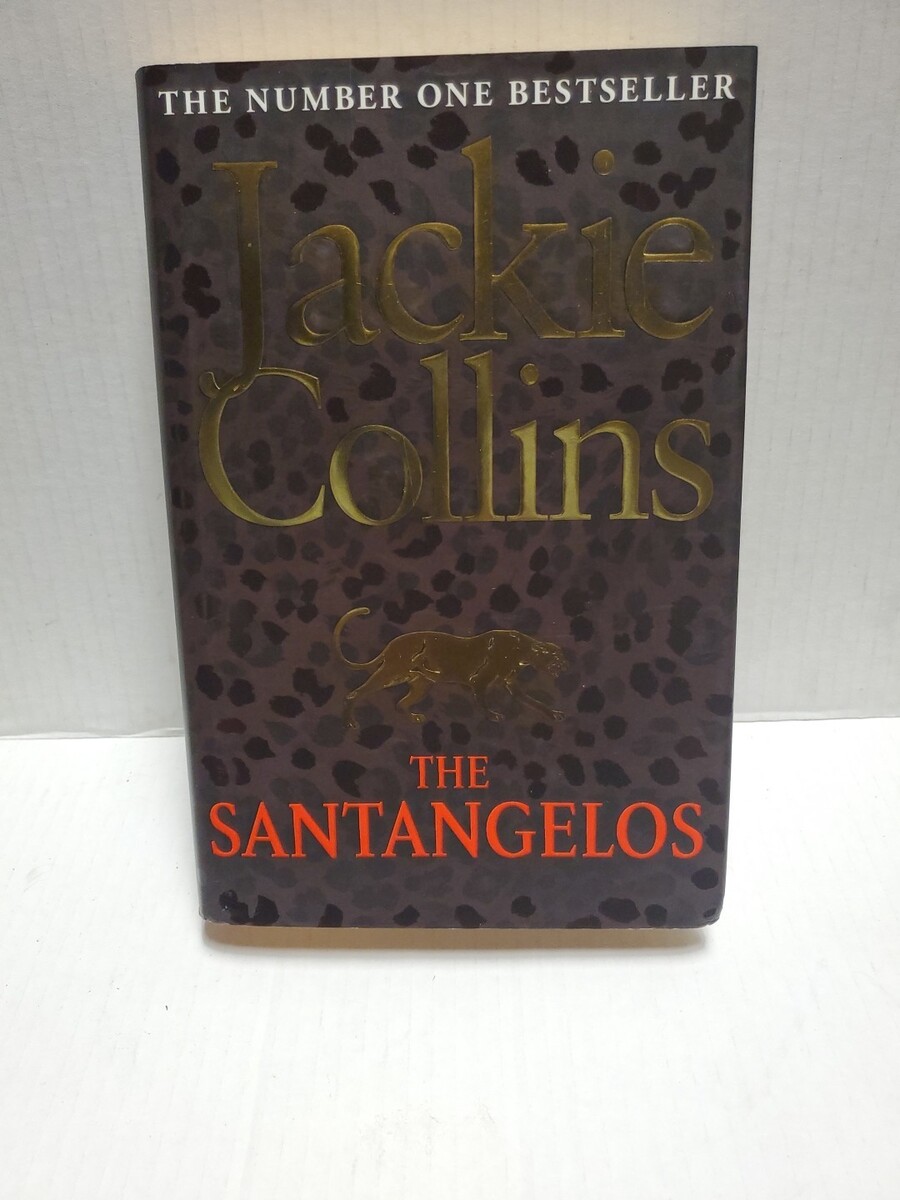 THE NUMBER ONE BESTSELLER
Jackie
Collins
THE
SANTANGELOS